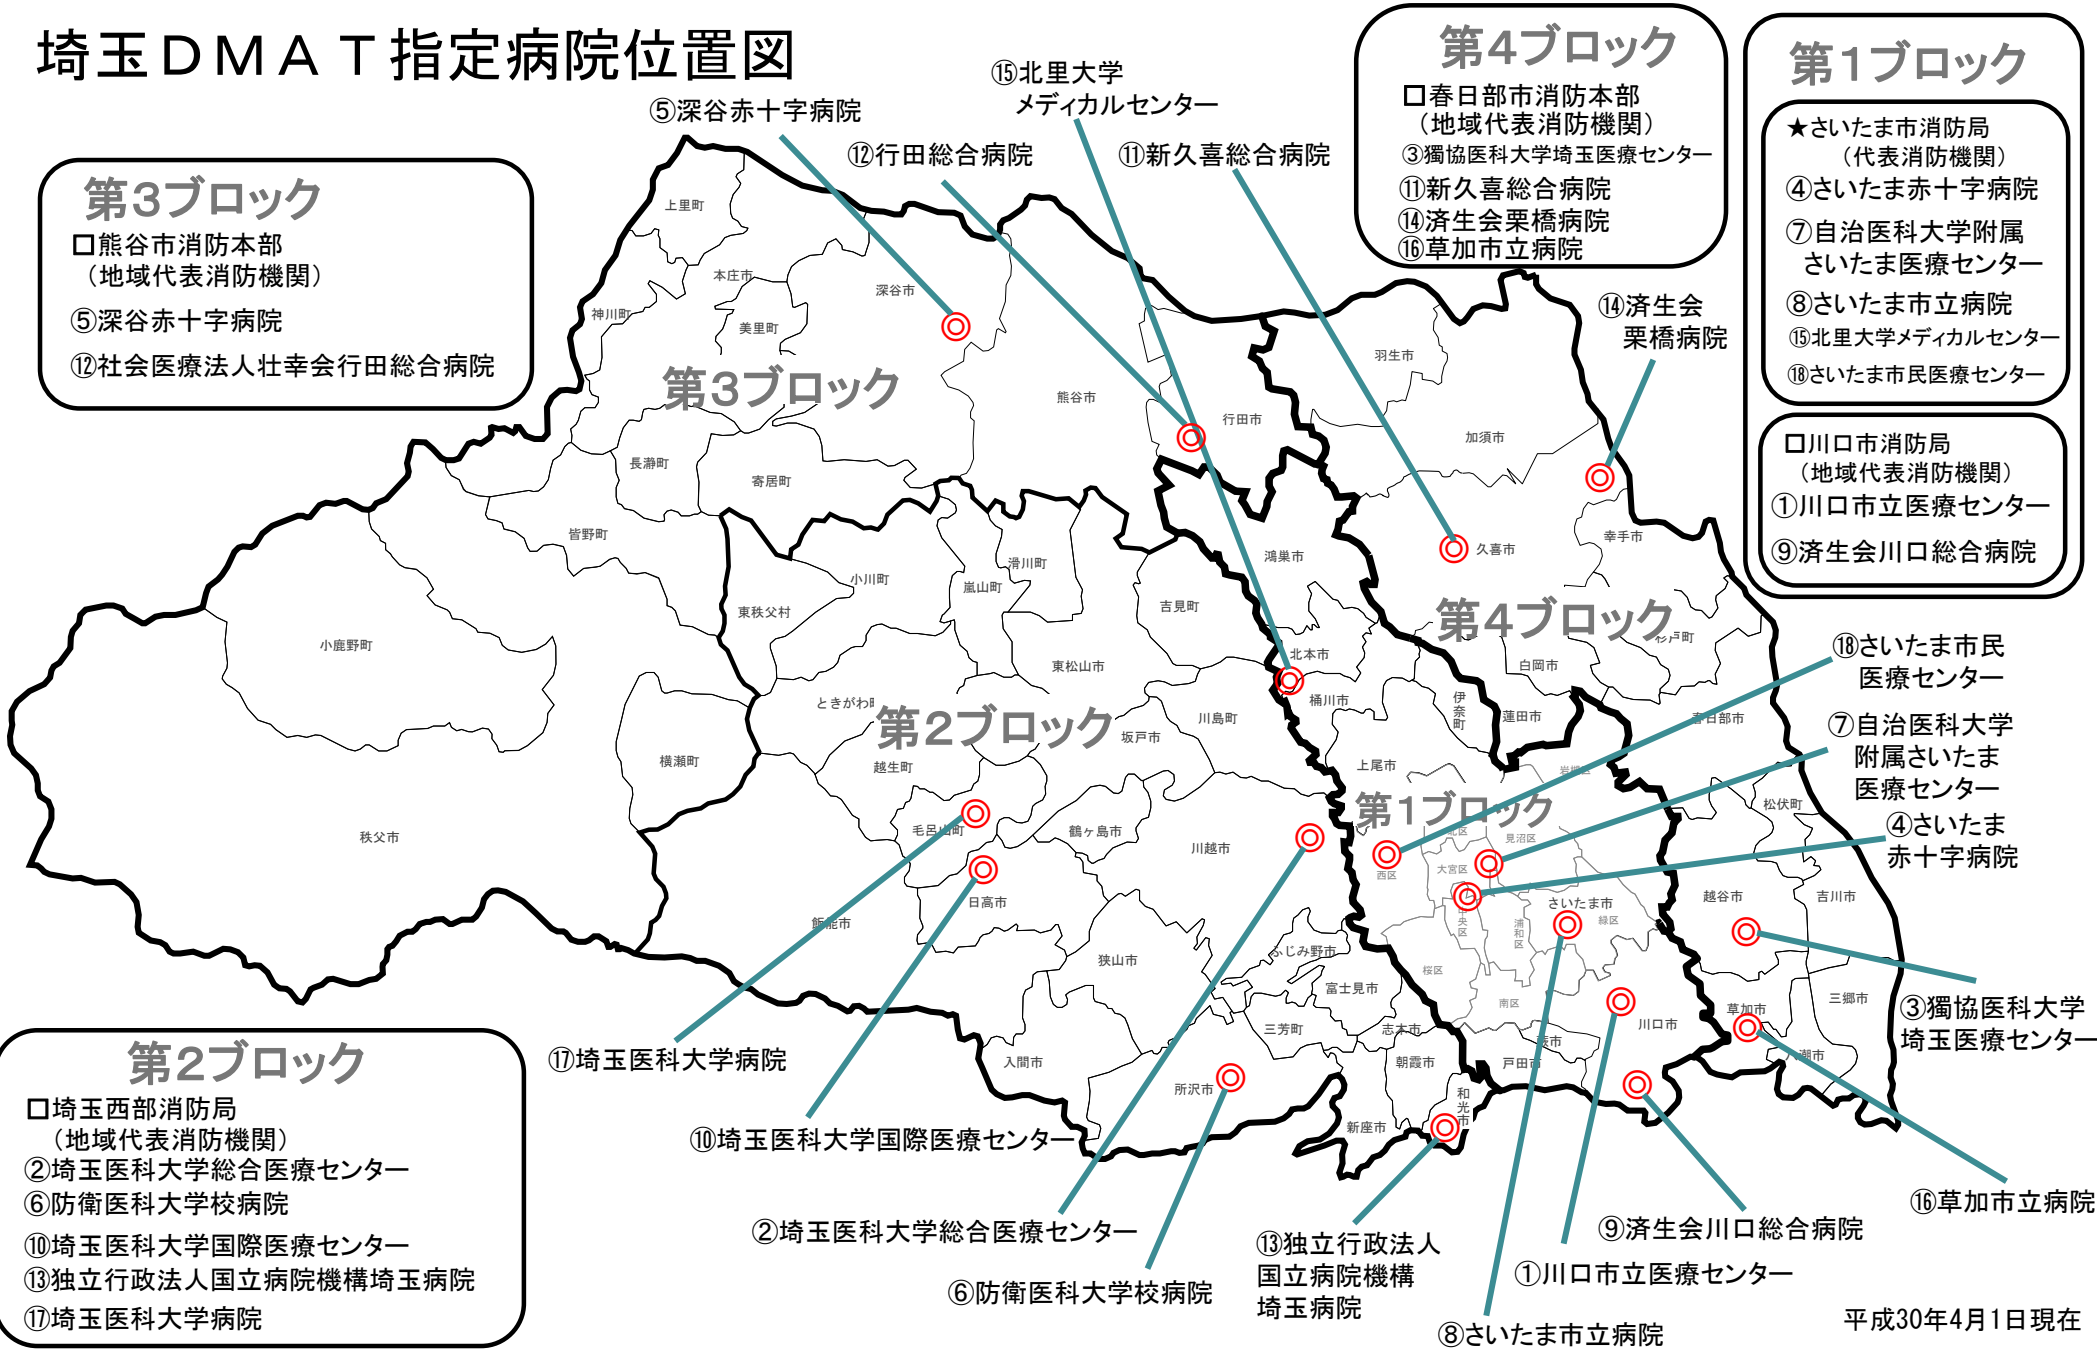 埼玉ＤＭＡＴ指定病院位置図
第3ブロック
□熊谷市消防本部
（地域代表消防機関）
⑤深谷赤十字病院
⑫社会医療法人壮幸会行田総合病院
⑤深谷赤十字病院
⑫行田総合病院
⑮北里大学
メディカルセンター
⑪新久喜総合病院
第4ブロック
□春日部市消防本部
（地域代表消防機関）
③獨協医科大学埼玉医療センター
⑪新久喜総合病院
⑭済生会栗橋病院
⑯草加市立病院
第1ブロック
★さいたま市消防局
（代表消防機関）
④さいたま赤十字病院
⑦自治医科大学附属
さいたま医療センター
⑧さいたま市立病院
⑮北里大学メディカルセンター
⑱さいたま市民医療センター
□川口市消防局
（地域代表消防機関）
①川口市立医療センター
⑨済生会川口総合病院
⑭済生会
栗橋病院
⑱さいたま市民
医療センター
⑦自治医科大学
附属さいたま
医療センター
④さいたま
赤十字病院
③獨協医科大学
埼玉医療センター
⑯草加市立病院
⑨済生会川口総合病院
①川口市立医療センター
⑧さいたま市立病院
⑬独立行政法人
国立病院機構
埼玉病院
⑥防衛医科大学校病院
②埼玉医科大学総合医療センター
⑩埼玉医科大学国際医療センター
⑰埼玉医科大学病院
第2ブロック
□埼玉西部消防局
（地域代表消防機関）
②埼玉医科大学総合医療センター
⑥防衛医科大学校病院
⑩埼玉医科大学国際医療センター
⑬独立行政法人国立病院機構埼玉病院
⑰埼玉医科大学病院
平成30年4月1日現在
第3ブロック
第2ブロック
第1ブロック
第4ブロック
上里町
本庄市
神川町
美里町
深谷市
熊谷市
行田市
羽生市
加須市
長瀞町
寄居町
皆野町
小鹿野町
秩父市
横瀬町
東秩父村
小川町
嵐山町
滑川町
吉見町
東松山市
ときがわ町
越生町
毛呂山町
坂戸市
川島町
鶴ヶ島市
川越市
日高市
飯能市
狭山市
入間市
所沢市
ふじみ野市
富士見市
三芳町
志木市
朝霞市
新座市
和光市
鴻巣市
北本市
桶川市
上尾市
伊奈町
久喜市
幸手市
杉戸町
白岡市
蓮田市
春日部市
岩槻区
北区
見沼区
大宮区
西区
中央区
浦和区
緑区
桜区
南区
さいたま市
川口市
蕨市
戸田市
松伏町
越谷市
吉川市
草加市
三郷市
八潮市